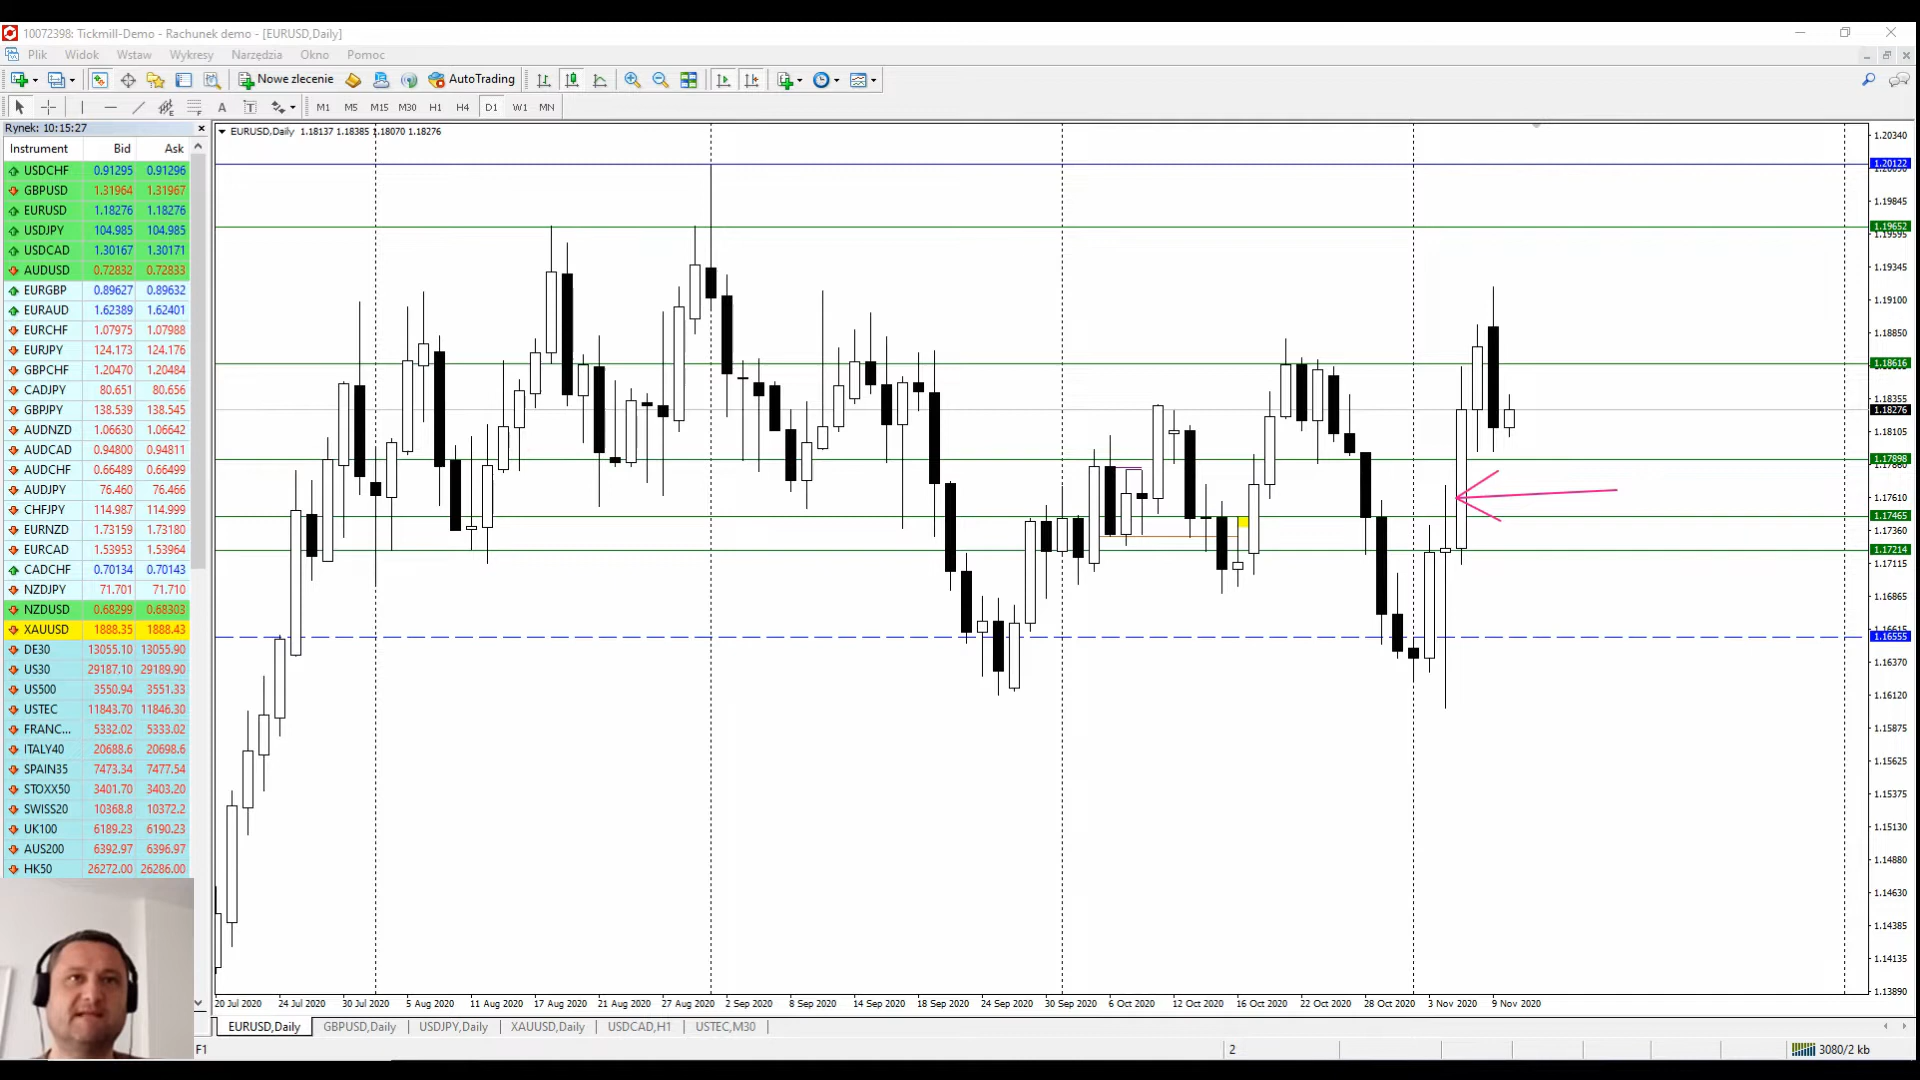 10072398: Tickmill-Demo - Rachunek demo - [EURUSD,Daily]
Plik Widok Wstaw Wykresy Narzędzia Okno Pomoc
Nowe zlecenie AutoTrading
A T M1 M5 M15 M30 H1 H4 D1 W1 MN
Rynek: 10:15:27
Instrument Bid Ask
USDCHF 0.91295 0.91296
GBPUSD 1.31964 1.31967
EURUSD 1.18276 1.18276
USDJPY 104.985 104.985
USDCAD 1.30167 1.30171
AUDUSD 0.72832 0.72833
EURGBP 0.89627 0.89632
EURAUD 1.62389 1.62401
EURCHF 1.07975 1.07988
EURJPY 124.173 124.176
GBPCHF 1.20470 1.20484
CADJPY 80.651 80.656
GBPJPY 138.539 138.545
AUDNZD 1.06630 1.06642
AUDCAD 0.94800 0.94811
AUDCHF 0.66489 0.66499
AUDJPY 76.460 76.466
CHFJPY 114.987 114.999
EURNZD 1.73159 1.73180
EURCAD 1.53953 1.53964
CADCHF 0.70134 0.70143
NZDJPY 71.701 71.710
NZDUSD 0.68299 0.68303
XAUUSD 1888.35 1888.43
DE30 13055.10 13055.90
US30 29187.10 29189.90
US500 3550.94 3551.33
USTEC 11843.70 11846.30
FRANC... 5332.02 5333.02
ITALY40 20688.6 20698.6
SPAIN35 7473.34 7477.54
STOXX50 3401.70 3403.20
SWISS20 10368.8 10372.2
UK100 6189.23 6190.23
AUS200 6392.97 6396.97
HK50 26272.00 26286.00
EURUSD,Daily 1.18137 1.18385 1.18070 1.18276
1.20340
1.20122
1.19845
1.19652
1.19595
1.19345
1.19100
1.18850
1.18616
1.18355
1.18276
1.18105
1.17898
1.17860
1.17610
1.17465
1.17360
1.17214
1.17115
1.16865
1.16615
1.16555
1.16370
1.16120
1.15875
1.15625
1.15375
1.15130
1.14880
1.14630
1.14385
1.14135
1.13890
20 Jul 2020 24 Jul 2020 30 Jul 2020 5 Aug 2020 11 Aug 2020 17 Aug 2020 21 Aug 2020 27 Aug 2020 2 Sep 2020 8 Sep 2020 14 Sep 2020 18 Sep 2020 24 Sep 2020 30 Sep 2020 6 Oct 2020 12 Oct 2020 16 Oct 2020 22 Oct 2020 28 Oct 2020 3 Nov 2020 9 Nov 2020
EURUSD,Daily GBPUSD,Daily USDJPY,Daily XAUUSD,Daily USDCAD,H1 USTEC,M30
F1 2 3080/2 kb